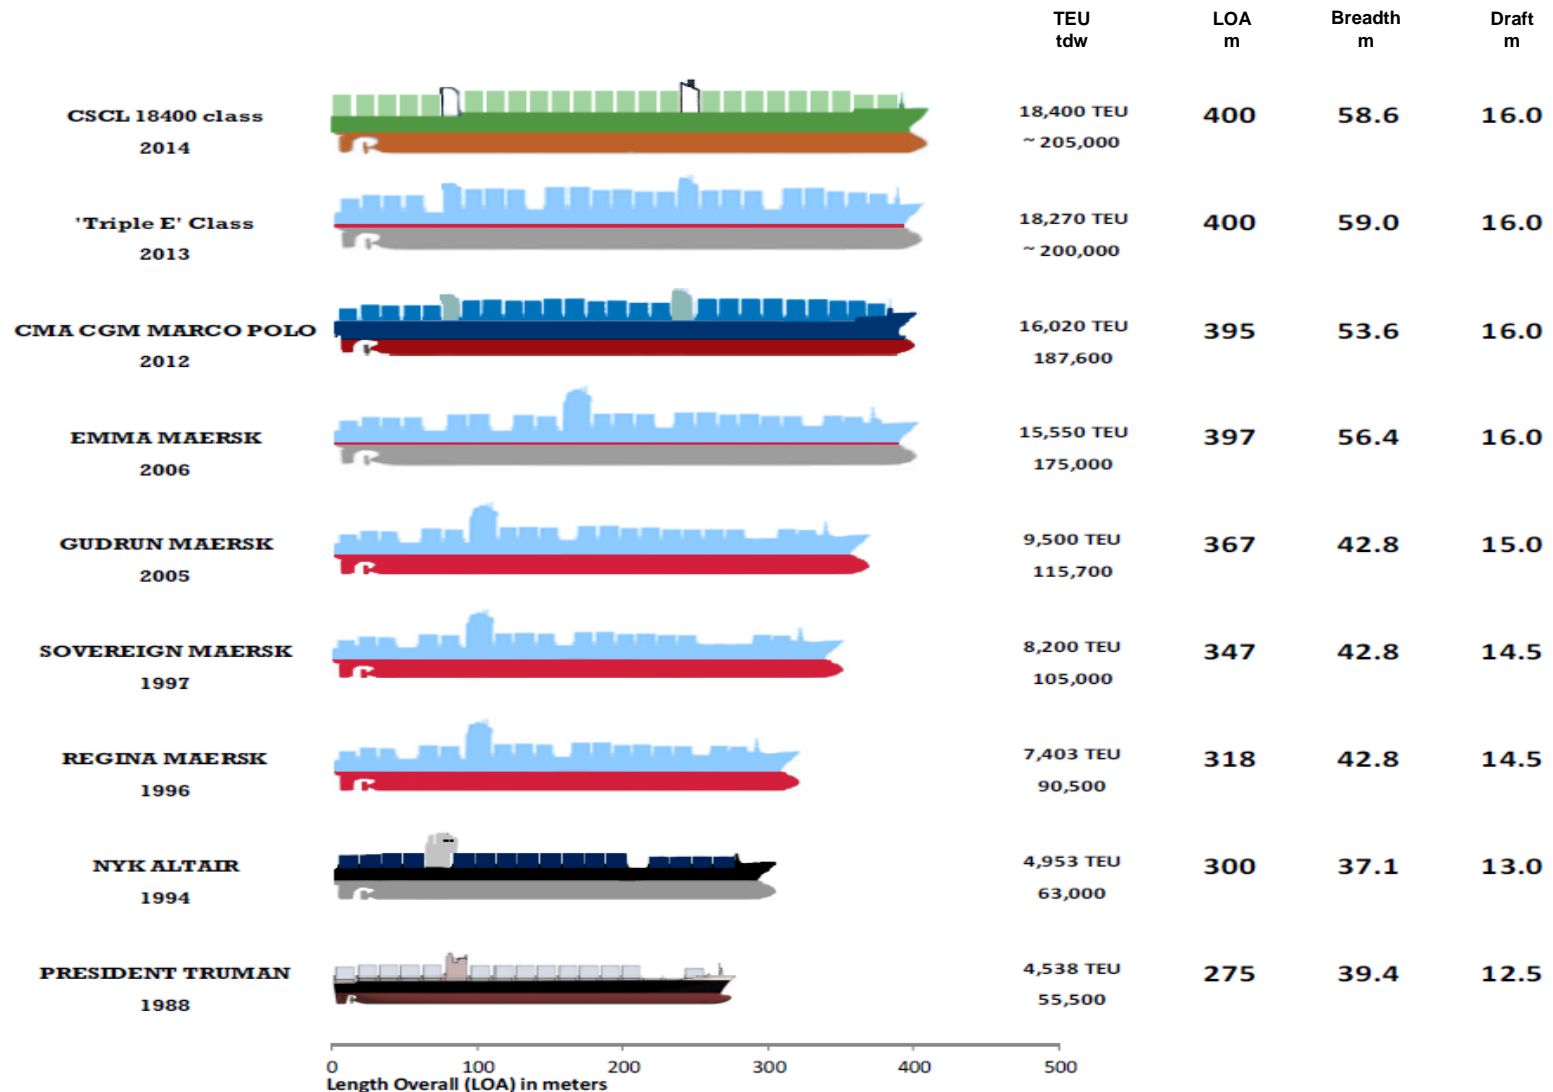 TEU LOA Breadth Draft
tdw m m m
CSCL 18400 class 18,400 TEU 400 58.6 16.0
2014 ~ 205,000
'Triple E' Class 18,270 TEU 400 59.0 16.0
2013 ~ 200,000
CMA CGM MARCO POLO 16,020 TEU 395 53.6 16.0
2012 187,600
EMMA MAERSK 15,550 TEU 397 56.4 16.0
2006 175,000
GUDRUN MAERSK 9,500 TEU 367 42.8 15.0
2005 115,700
SOVEREIGN MAERSK 8,200 TEU 347 42.8 14.5
1997 105,000
REGINA MAERSK 7,403 TEU 318 42.8 14.5
1996 90,500
NYK ALTAIR 4,953 TEU 300 37.1 13.0
1994 63,000
PRESIDENT TRUMAN 4,538 TEU 275 39.4 12.5
1988 55,500
0 100 200 300 400 500
Length Overall (LOA) in meters